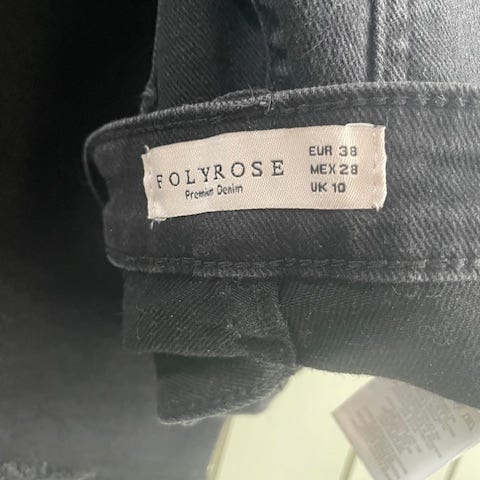 FOLYROSE
Premium Denim
EUR 38
MEX 28
UK 10